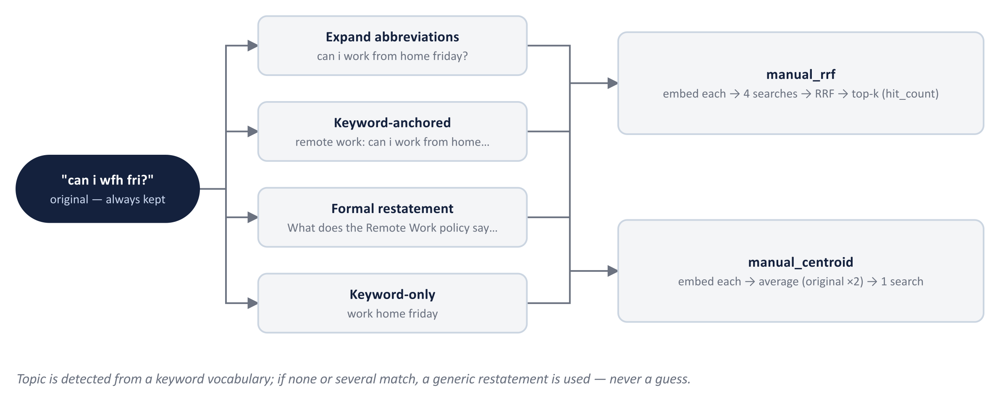 "can i wfh fri?"
original — always kept
Expand abbreviations
can i work from home friday?
Keyword-anchored
remote work: can i work from home...
Formal restatement
What does the Remote Work policy say...
Keyword-only
work home friday
manual_rrf
embed each → 4 searches → RRF → top-k (hit_count)
manual_centroid
embed each → average (original ×2) → 1 search
Topic is detected from a keyword vocabulary; if none or several match, a generic restatement is used — never a guess.